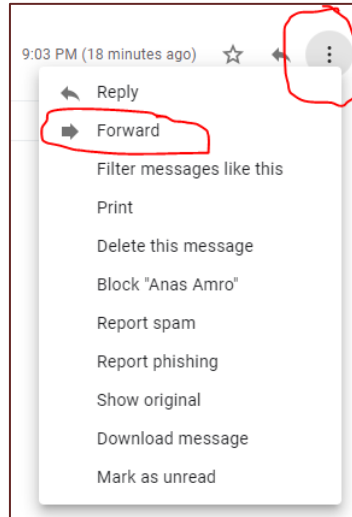 9:03 PM (18 minutes ago)
Reply
Forward
Filter messages like this
Print
Delete this message
Block "Anas Amro"
Report spam
Report phishing
Show original
Download message
Mark as unread